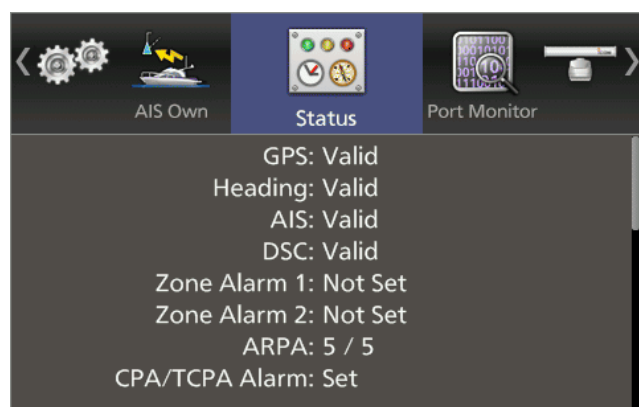 AIS Own
Status
Port Monitor
GPS: Valid
Heading: Valid
AIS: Valid
DSC: Valid
Zone Alarm 1: Not Set
Zone Alarm 2: Not Set
ARPA: 5 / 5
CPA/TCPA Alarm: Set